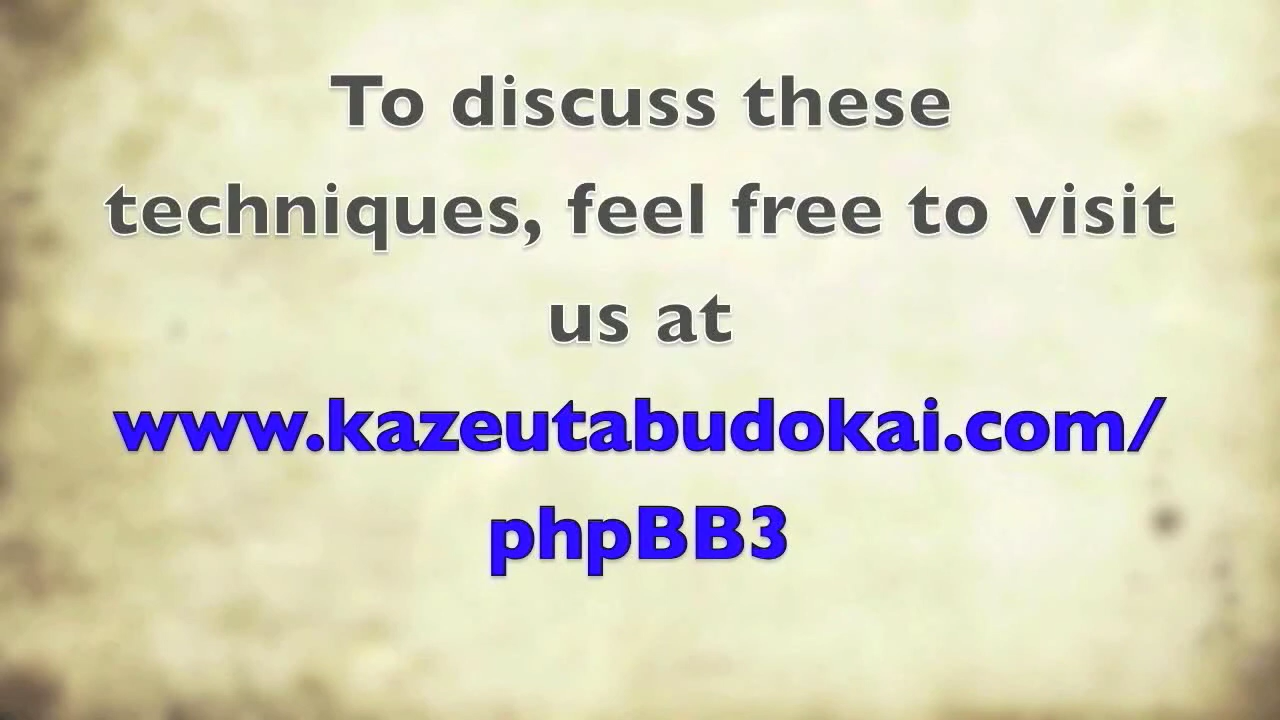 To discuss these
techniques, feel free to visit
us at
www.kazeutabudokai.com/
phpBB3